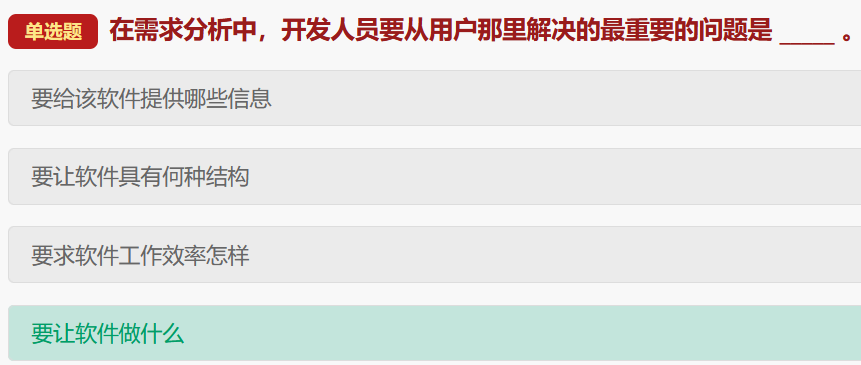 单选题 在需求分析中，开发人员要从用户那里解决的最重要的问题是 _____ 。
要给该软件提供哪些信息
要让软件具有何种结构
要求软件工作效率怎样
要让软件做什么